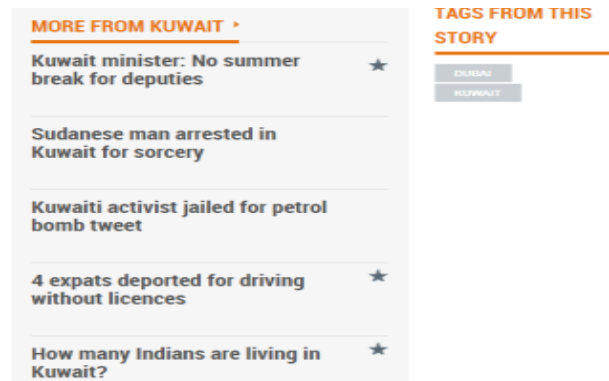 MORE FROM KUWAIT
Kuwait minister: No summer
break for deputies
Sudanese man arrested in
Kuwait for sorcery
Kuwaiti activist jailed for petrol
bomb tweet
4 expats deported for driving
without licences
How many Indians are living in
Kuwait?
TAGS FROM THIS
STORY
DUBAI
KUWAIT